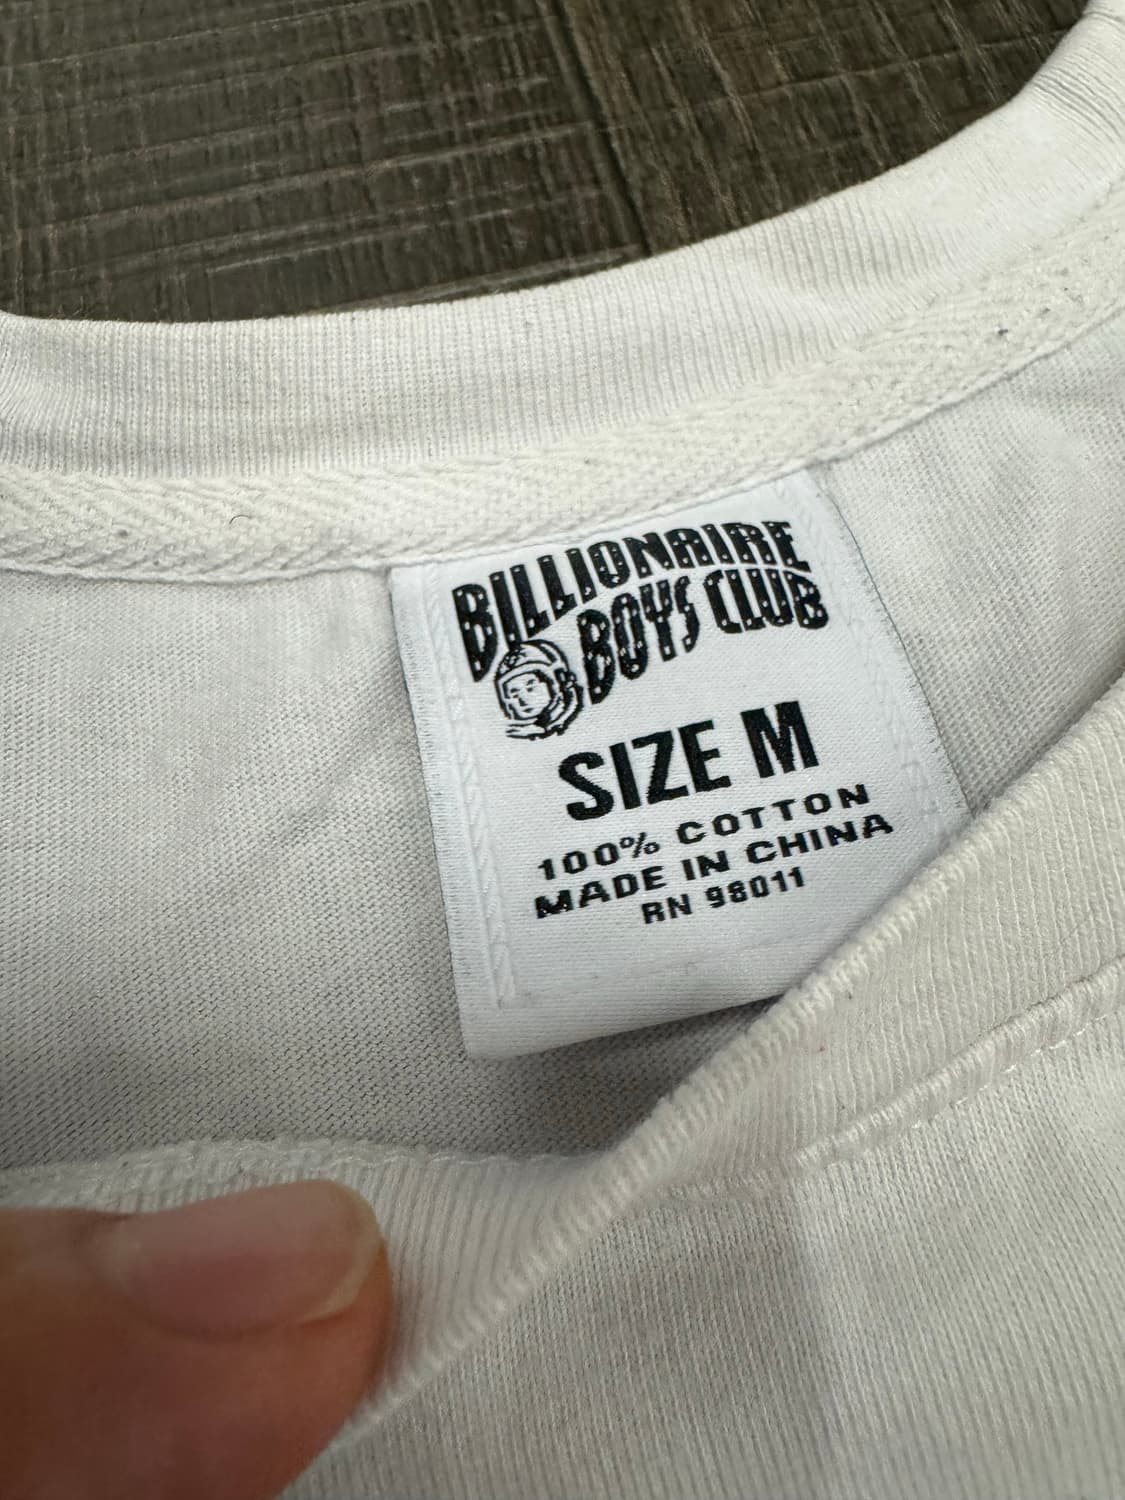 BILLIONAIRE
BOYS CLUB
SIZE M
100% COTTON
MADE IN CHINA
RN 98011